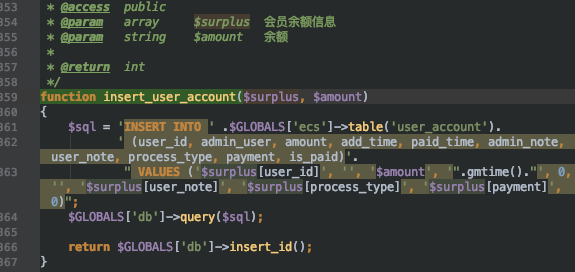 353 * @access public
354 * @param array $surplus 会员余额信息
355 * @param string $amount 余额
356 *
357 * @return int
358 */
359 function insert_user_account($surplus, $amount)
360 {
361 $sql = 'INSERT INTO ' .$GLOBALS['ecs']->table('user_account').
362 ' (user_id, admin_user, amount, add_time, paid_time, admin_note,
user_note, process_type, payment, is_paid)'.
363 " VALUES ('$surplus[user_id]', '', '$amount', '".gmtime()."', 0,
'', '$surplus[user_note]', '$surplus[process_type]', '$surplus[payment]',
0)";
364 $GLOBALS['db']->query($sql);
365
366 return $GLOBALS['db']->insert_id();
367 }